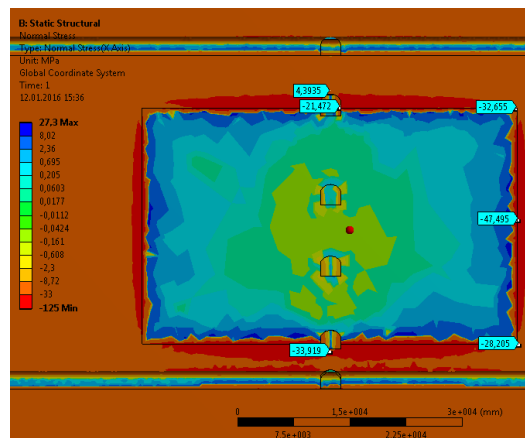 B: Static Structural
Normal Stress
Type: Normal Stress(X Axis)
Unit: MPa
Global Coordinate System
Time: 1
12.01.2016 15:36
27,3 Max
8,02
2,36
0,695
0,205
0,0603
0,0177
-0,0112
-0,0424
-0,161
-0,608
-2,3
-8,72
-33
-125 Min
4,3935
-21,472
-32,655
-47,495
-28,205
-33,919
0
1,5e+004
3e+004 (mm)
7,5e+003
2,25e+004